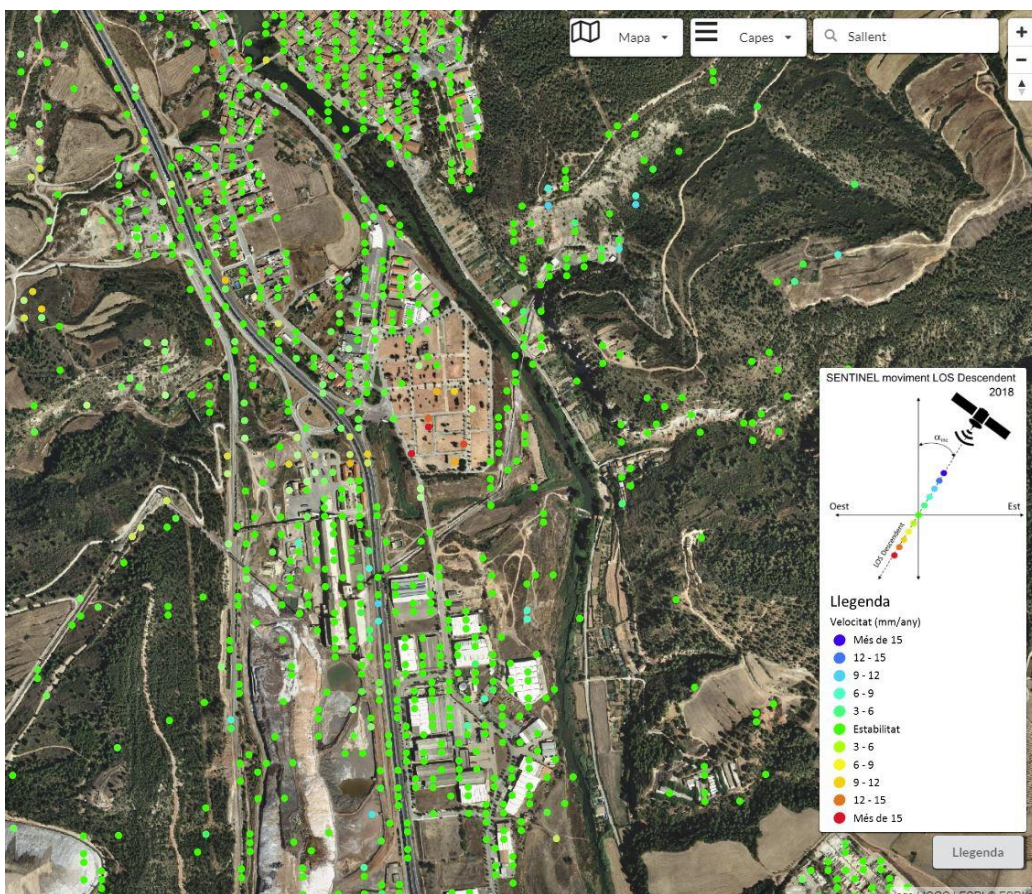 Mapa
Capes
Sallent
+
−
SENTINEL moviment LOS Descendent
2018
αinc
Oest
Est
LOS Descendent
Llegenda
Velocitat (mm/any)
Més de 15
12 - 15
9 - 12
6 - 9
3 - 6
Estabilitat
3 - 6
6 - 9
9 - 12
12 - 15
Més de 15
Llegenda